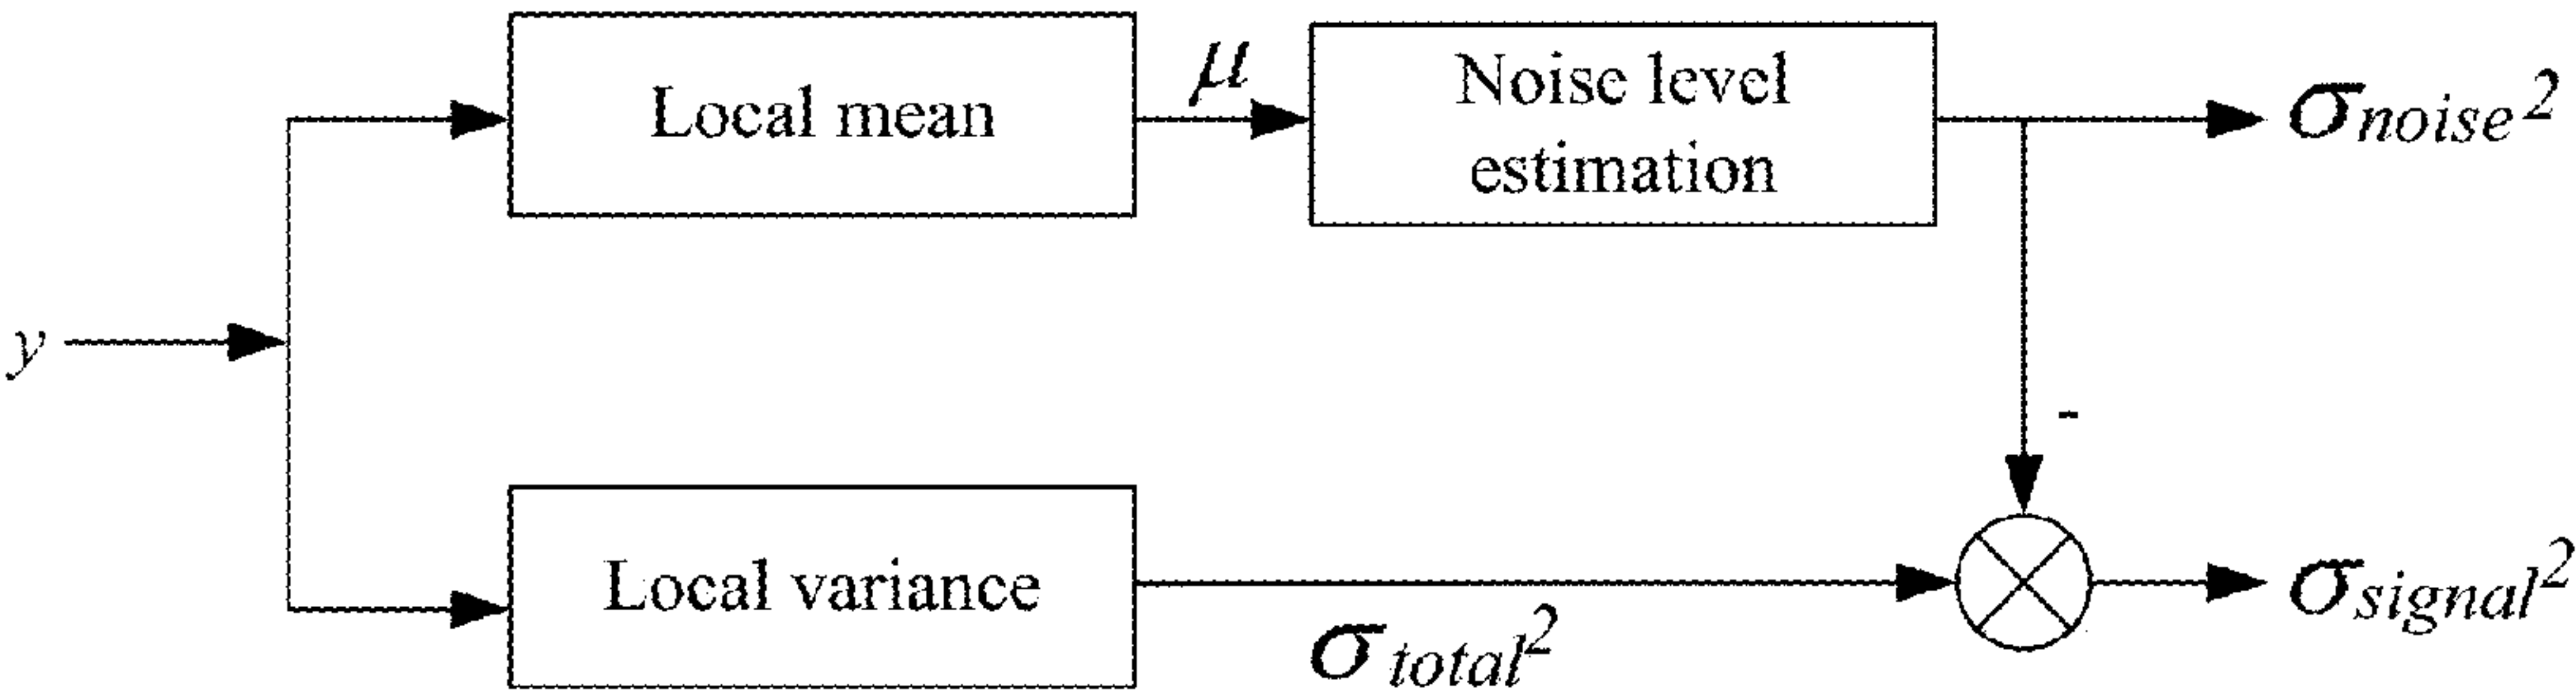 Local mean
μ
Noise level
estimation
σnoise²
y
-
Local variance
σtotal²
σsignal²